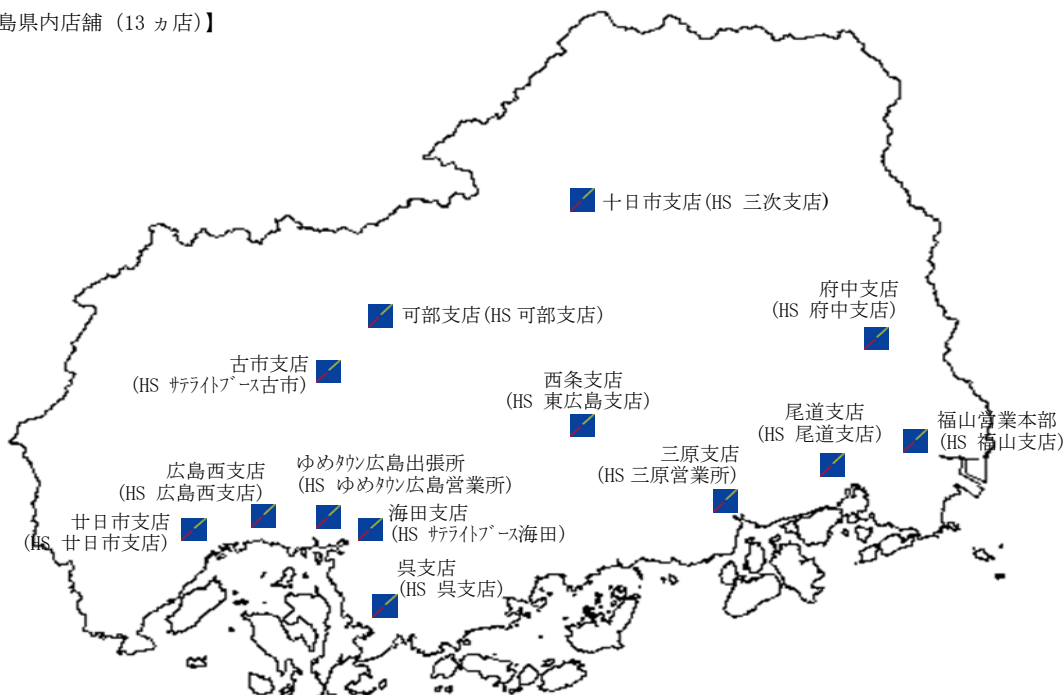 島県内店舗 (13 ヵ店)】
十日市支店(HS 三次支店)
府中支店
(HS 府中支店)
可部支店(HS 可部支店)
古市支店
(HS ｻﾃﾗｲﾄﾌﾞｰｽ古市)
西条支店
(HS 東広島支店)
尾道支店
(HS 尾道支店)
福山営業本部
(HS 福山支店)
三原支店
(HS 三原営業所)
ゆめﾀｳﾝ広島出張所
(HS ゆめﾀｳﾝ広島営業所)
広島西支店
(HS 広島西支店)
海田支店
(HS ｻﾃﾗｲﾄﾌﾞｰｽ海田)
廿日市支店
(HS 廿日市支店)
呉支店
(HS 呉支店)